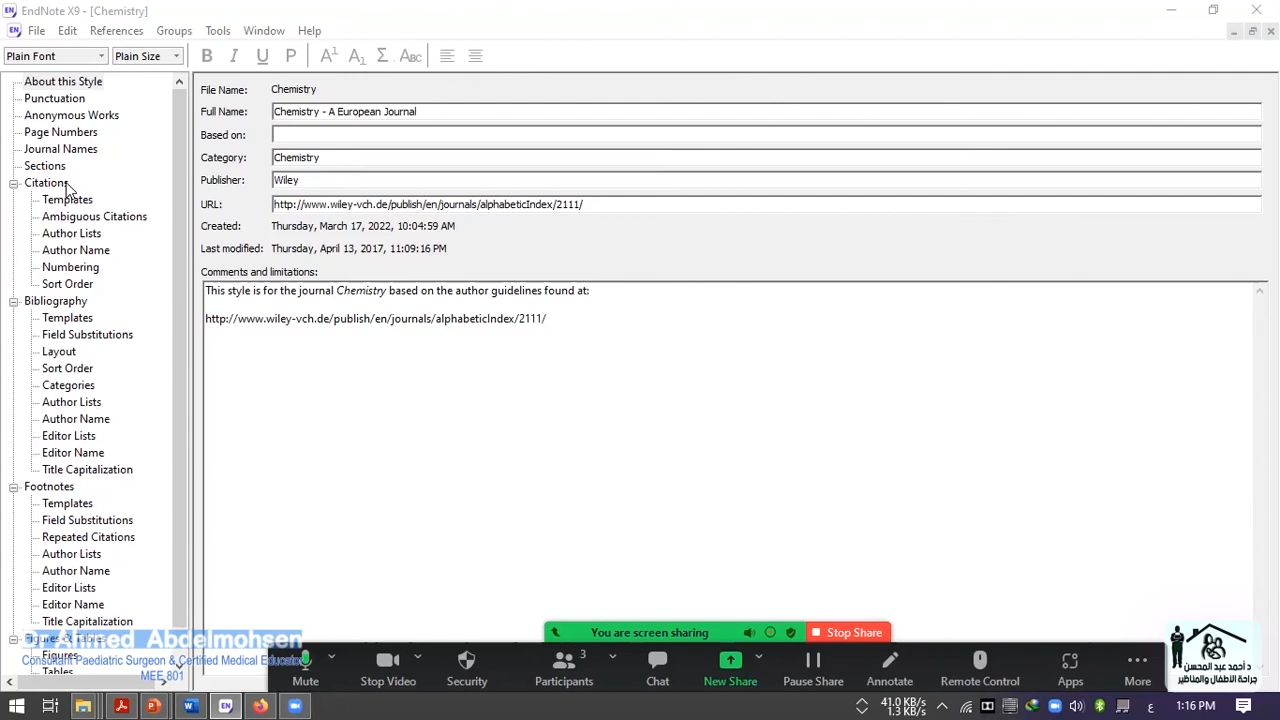 EndNote X9 - [Chemistry]
File Edit References Groups Tools Window Help
Plain Font Plain Size B I U P A1 A1 Σ ABC
About this Style
Punctuation
Anonymous Works
Page Numbers
Journal Names
Sections
Citations
Templates
Ambiguous Citations
Author Lists
Author Name
Numbering
Sort Order
Bibliography
Templates
Field Substitutions
Layout
Sort Order
Categories
Author Lists
Author Name
Editor Lists
Editor Name
Title Capitalization
Footnotes
Templates
Field Substitutions
Repeated Citations
Author Lists
Author Name
Editor Lists
Editor Name
Title Capitalization
Figures & Tables
Figures
Tables
File Name: Chemistry
Full Name: Chemistry - A European Journal
Based on:
Category: Chemistry
Publisher: Wiley
URL: http://www.wiley-vch.de/publish/en/journals/alphabeticIndex/2111/
Created: Thursday, March 17, 2022, 10:04:59 AM
Last modified: Thursday, April 13, 2017, 11:09:16 PM
Comments and limitations:
This style is for the journal Chemistry based on the author guidelines found at:
http://www.wiley-vch.de/publish/en/journals/alphabeticIndex/2111/
You are screen sharing Stop Share
Dr Ahmed Abdelmohsen
Consultant Paediatric Surgeon & Certified Medical Educator
MEE 801
3
Mute Stop Video Security Participants Chat New Share Pause Share Annotate Remote Control Apps More
د أحمد عبد المحسن
جراحة الأطفال والمناظير
41.0 KB/s
1.3 KB/s
ع 1:16 PM